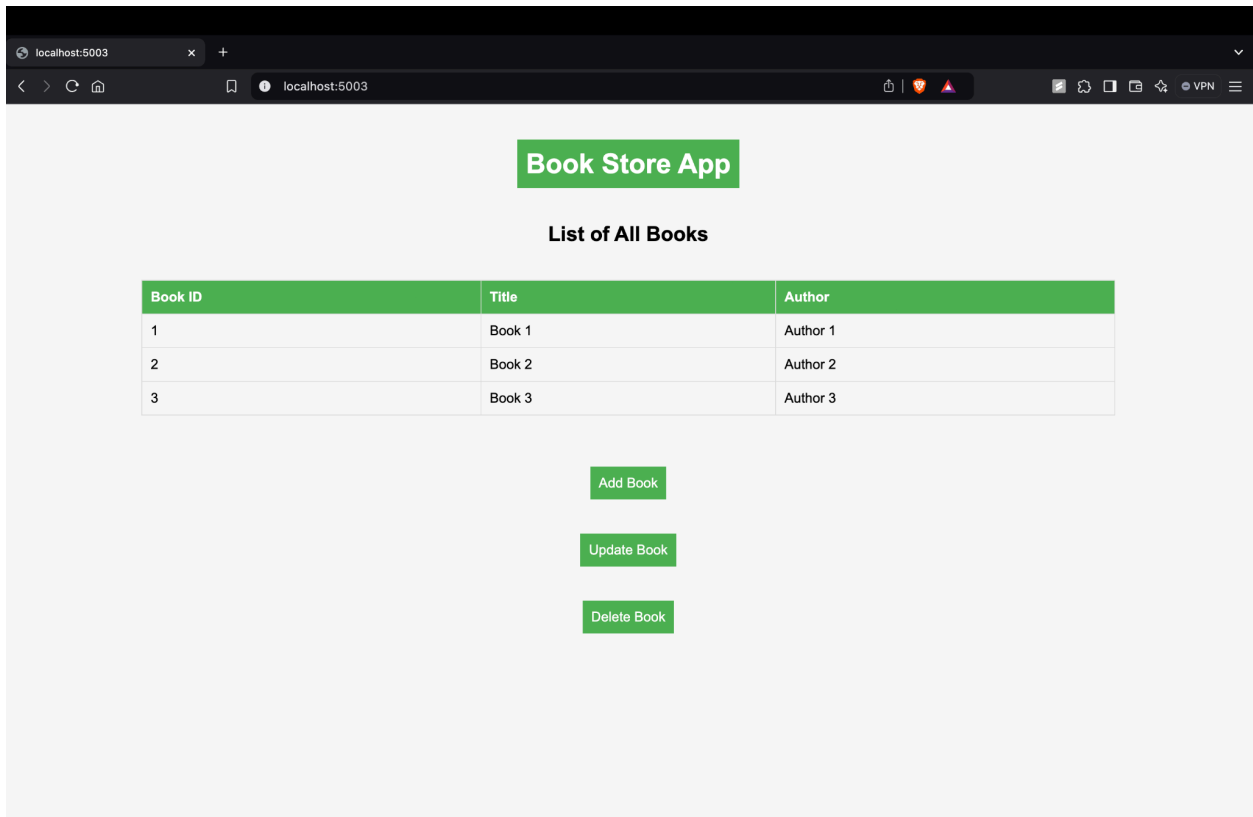 localhost:5003
localhost:5003
VPN
Book Store App
List of All Books
Book ID Title Author
1 Book 1 Author 1
2 Book 2 Author 2
3 Book 3 Author 3
Add Book
Update Book
Delete Book